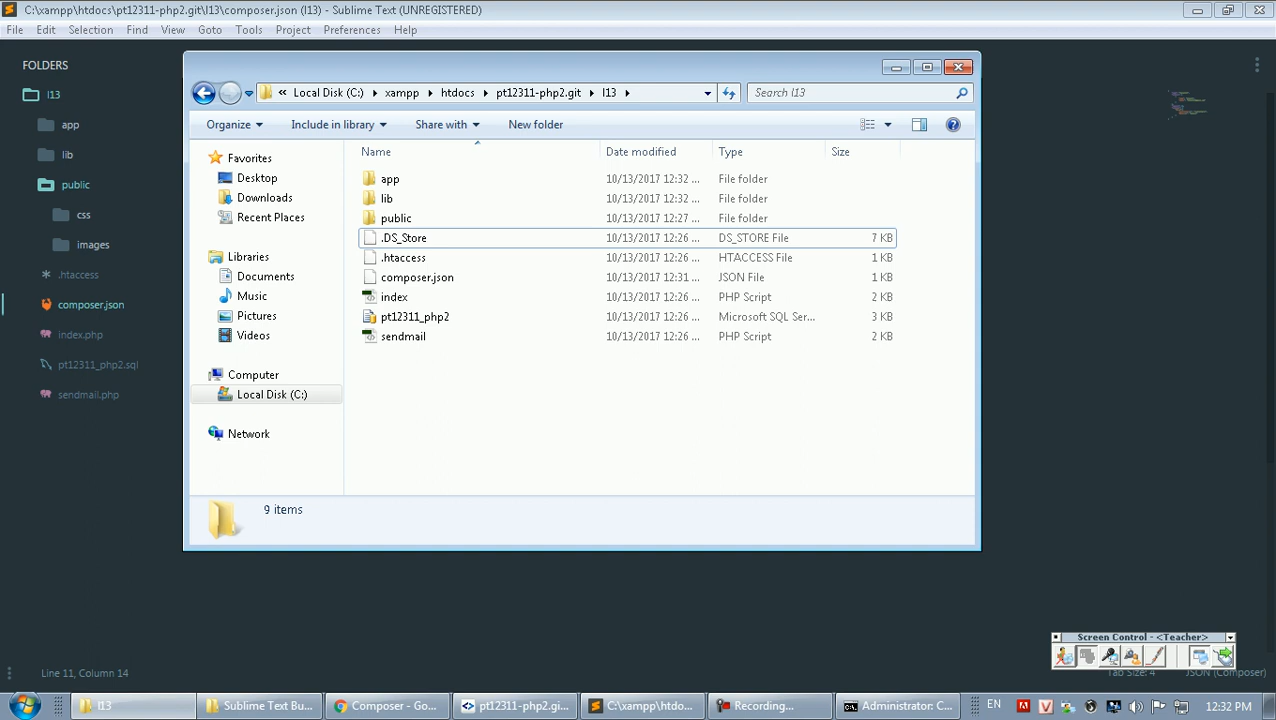 C:\xampp\htdocs\pt12311-php2.git\l13\composer.json (l13) - Sublime Text (UNREGISTERED)
File Edit Selection Find View Goto Tools Project Preferences Help
FOLDERS
l13
app
lib
public
css
images
.htaccess
composer.json
index.php
pt12311_php2.sql
sendmail.php
« Local Disk (C:) xampp htdocs pt12311-php2.git l13
Search l13
Organize Include in library Share with New folder
Favorites
Desktop
Downloads
Recent Places
Libraries
Documents
Music
Pictures
Videos
Computer
Local Disk (C:)
Network
Name Date modified Type Size
app 10/13/2017 12:32 ... File folder
lib 10/13/2017 12:32 ... File folder
public 10/13/2017 12:27 ... File folder
.DS_Store 10/13/2017 12:26 ... DS_STORE File 7 KB
.htaccess 10/13/2017 12:26 ... HTACCESS File 1 KB
composer.json 10/13/2017 12:31 ... JSON File 1 KB
index 10/13/2017 12:26 ... PHP Script 2 KB
pt12311_php2 10/13/2017 12:26 ... Microsoft SQL Ser... 3 KB
sendmail 10/13/2017 12:26 ... PHP Script 2 KB
9 items
Screen Control - <Teacher>
Line 11, Column 14
Tab Size: 4 JSON (Composer)
l13 Sublime Text Bu... Composer - Go... pt12311-php2.gi... C:\xampp\htdo... Recording... Administrator: C... EN 12:32 PM